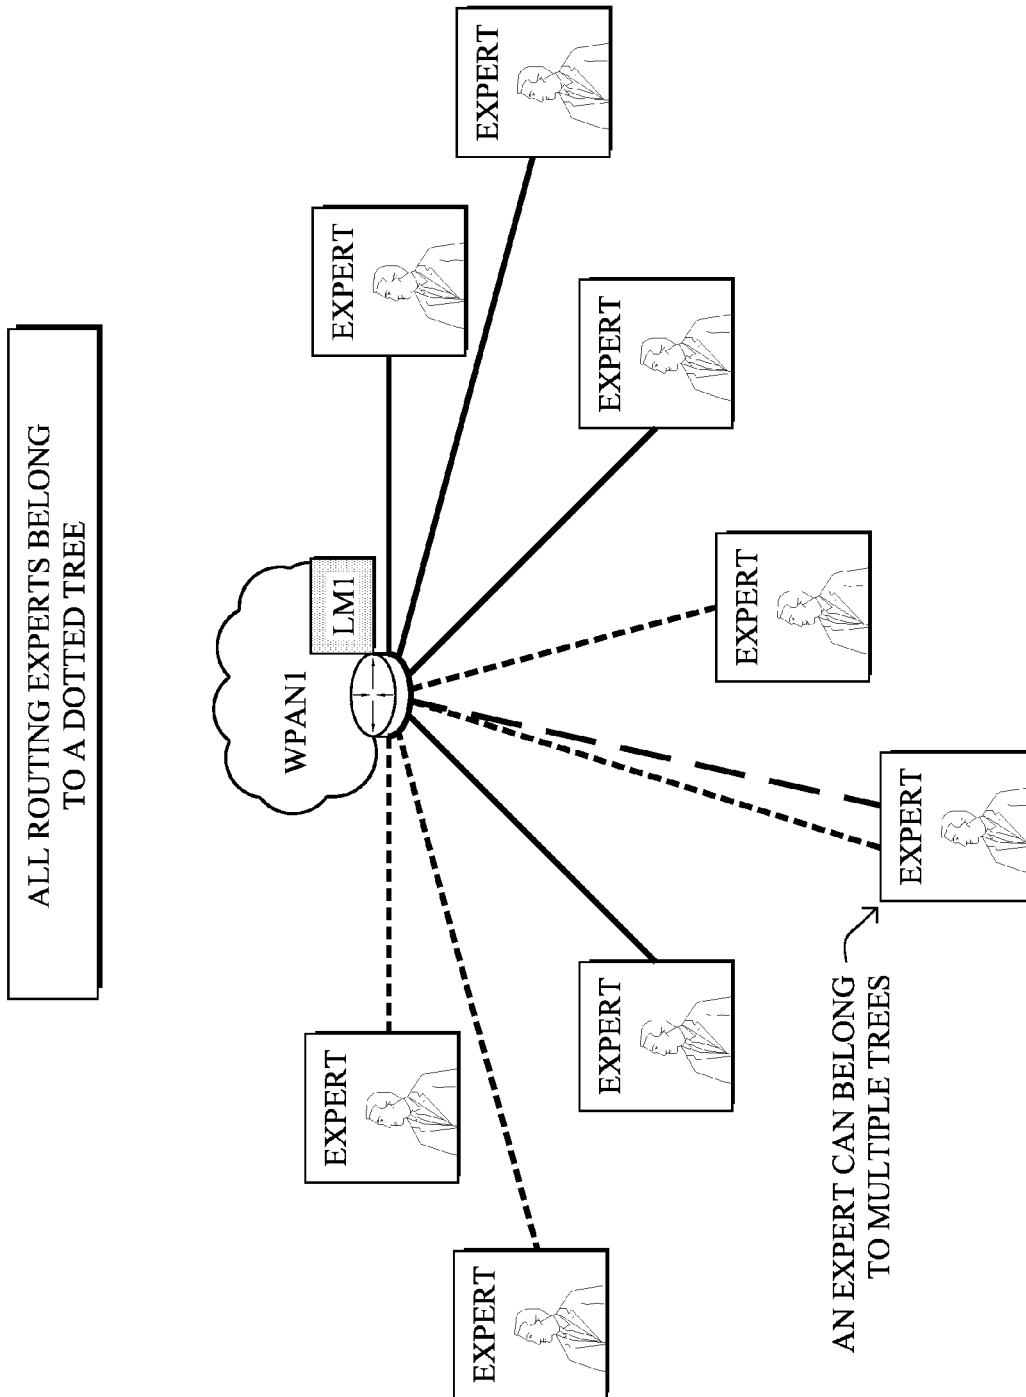 ALL ROUTING EXPERTS BELONG
TO A DOTTED TREE
WPAN1
LM1
EXPERT
EXPERT
EXPERT
EXPERT
EXPERT
EXPERT
EXPERT
AN EXPERT CAN BELONG
TO MULTIPLE TREES
EXPERT